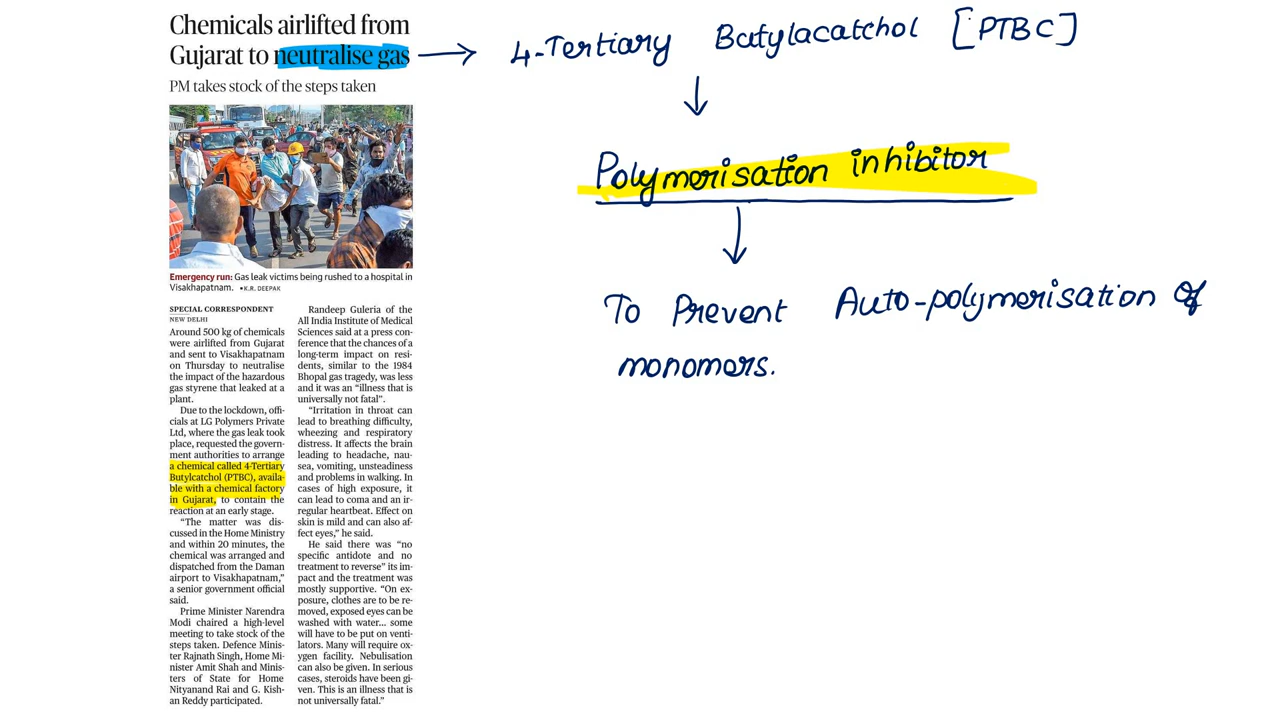 Chemicals airlifted from
Gujarat to neutralise gas
PM takes stock of the steps taken
Emergency run: Gas leak victims being rushed to a hospital in
Visakhapatnam. •K.R. DEEPAK
SPECIAL CORRESPONDENT
NEW DELHI
Around 500 kg of chemicals
were airlifted from Gujarat
and sent to Visakhapatnam
on Thursday to neutralise
the impact of the hazardous
gas styrene that leaked at a
plant.
Due to the lockdown, offi-
cials at LG Polymers Private
Ltd, where the gas leak took
place, requested the govern-
ment authorities to arrange
a chemical called 4-Tertiary
Butylcatchol (PTBC), availa-
ble with a chemical factory
in Gujarat, to contain the
reaction at an early stage.
“The matter was dis-
cussed in the Home Ministry
and within 20 minutes, the
chemical was arranged and
dispatched from the Daman
airport to Visakhapatnam,”
a senior government official
said.
Prime Minister Narendra
Modi chaired a high-level
meeting to take stock of the
steps taken. Defence Minis-
ter Rajnath Singh, Home Mi-
nister Amit Shah and Minis-
ters of State for Home
Nityanand Rai and G. Kish-
an Reddy participated.
Randeep Guleria of the
All India Institute of Medical
Sciences said at a press con-
ference that the chances of a
long-term impact on resi-
dents, similar to the 1984
Bhopal gas tragedy, was less
and it was an “illness that is
universally not fatal”.
“Irritation in throat can
lead to breathing difficulty,
wheezing and respiratory
distress. It affects the brain
leading to headache, nau-
sea, vomiting, unsteadiness
and problems in walking. In
cases of high exposure, it
can lead to coma and an ir-
regular heartbeat. Effect on
skin is mild and can also af-
fect eyes,” he said.
He said there was “no
specific antidote and no
treatment to reverse” its im-
pact and the treatment was
mostly supportive. “On ex-
posure, clothes are to be re-
moved, exposed eyes can be
washed with water... some
will have to be put on venti-
lators. Many will require ox-
ygen facility. Nebulisation
can also be given. In serious
cases, steroids have been gi-
ven. This is an illness that is
not universally fatal.”
4-Tertiary Butylacatchol [PTBC]
Polymerisation inhibitor
To Prevent Auto-polymerisation of
monomers.